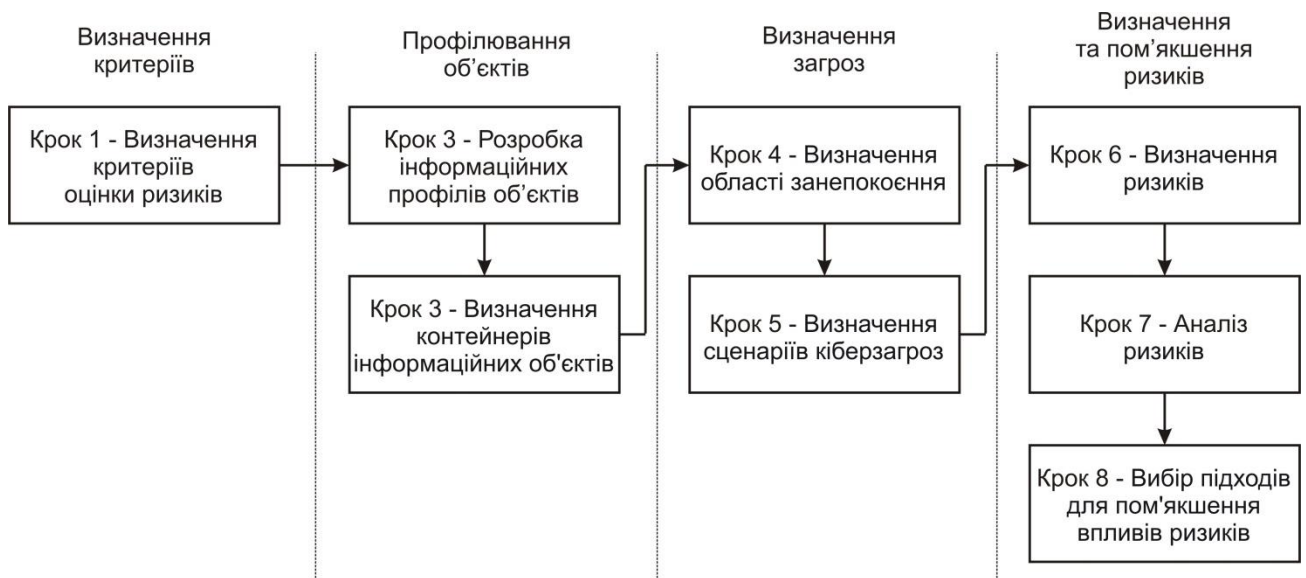 Визначення
критеріїв
Крок 1 - Визначення
критеріїв
оцінки ризиків
Профілювання
об’єктів
Крок 3 - Розробка
інформаційних
профілів об’єктів
Крок 3 - Визначення
контейнерів
інформаційних об'єктів
Визначення
загроз
Крок 4 - Визначення
області занепокоєння
Крок 5 - Визначення
сценаріїв кіберзагроз
Визначення
та пом’якшення
ризиків
Крок 6 - Визначення
ризиків
Крок 7 - Аналіз
ризиків
Крок 8 - Вибір підходів
для пом'якшення
впливів ризиків